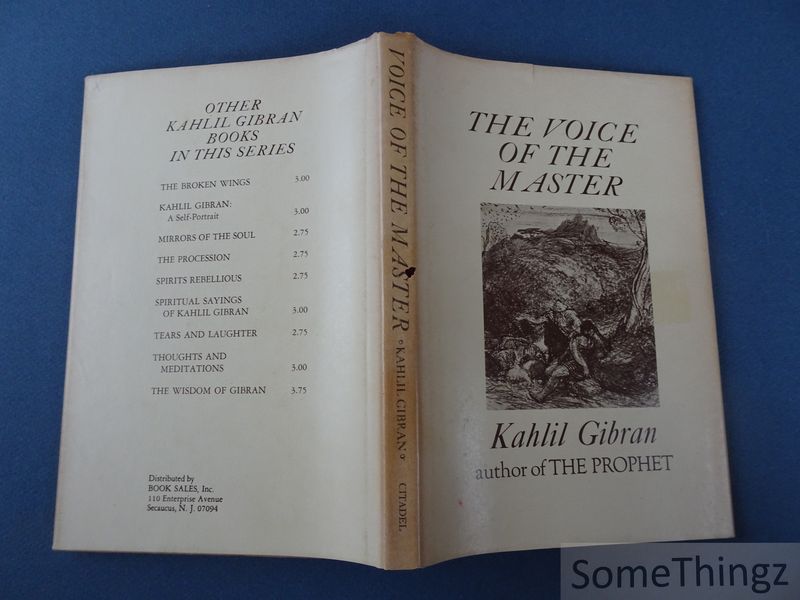 OTHER
KAHLIL GIBRAN
BOOKS
IN THIS SERIES
THE BROKEN WINGS 3.00
KAHLIL GIBRAN:
A Self-Portrait 3.00
MIRRORS OF THE SOUL 2.75
THE PROCESSION 2.75
SPIRITS REBELLIOUS 2.75
SPIRITUAL SAYINGS
OF KAHLIL GIBRAN 3.00
TEARS AND LAUGHTER 2.75
THOUGHTS AND
MEDITATIONS 3.00
THE WISDOM OF GIBRAN 3.75
Distributed by
BOOK SALES, Inc.
110 Enterprise Avenue
Secaucus, N. J. 07094
VOICE OF THE MASTER KAHLIL GIBRAN CITADEL
THE VOICE
OF THE
MASTER
Kahlil Gibran
author of THE PROPHET
SomeThingz